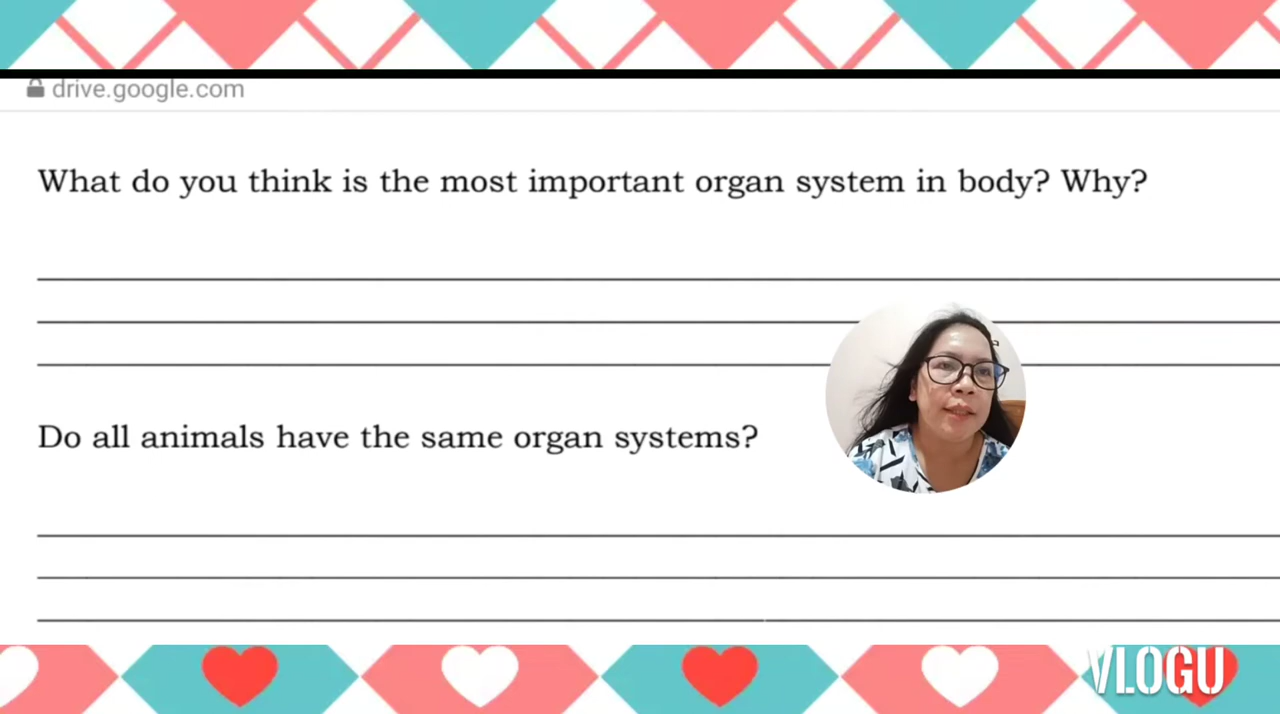 drive.google.com
What do you think is the most important organ system in body? Why?
Do all animals have the same organ systems?
VLOGU